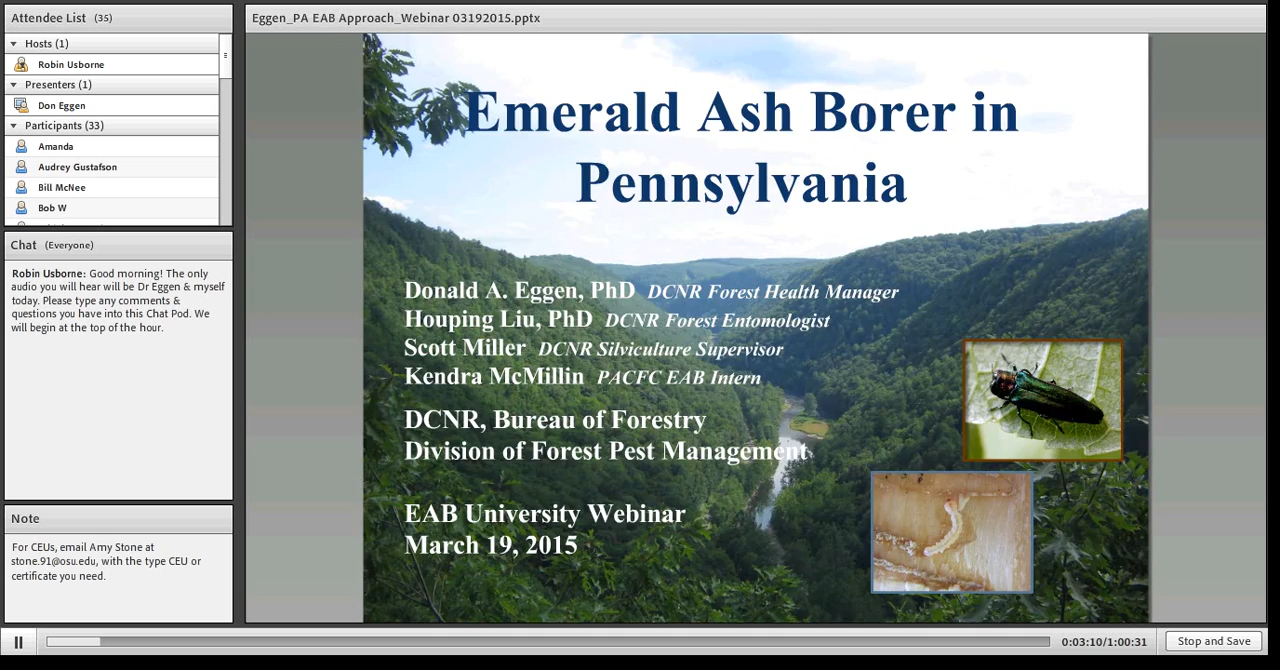 Attendee List (35)
Hosts (1)
Robin Usborne
Presenters (1)
Don Eggen
Participants (33)
Amanda
Audrey Gustafson
Bill McNee
Bob W
Chat (Everyone)
Robin Usborne: Good morning! The only
audio you will hear will be Dr Eggen & myself
today. Please type any comments &
questions you have into this Chat Pod. We
will begin at the top of the hour.
Note
For CEUs, email Amy Stone at
stone.91@osu.edu, with the type CEU or
certificate you need.
Eggen_PA EAB Approach_Webinar 03192015.pptx
Emerald Ash Borer in
Pennsylvania
Donald A. Eggen, PhD DCNR Forest Health Manager
Houping Liu, PhD DCNR Forest Entomologist
Scott Miller DCNR Silviculture Supervisor
Kendra McMillin PACFC EAB Intern
DCNR, Bureau of Forestry
Division of Forest Pest Management
EAB University Webinar
March 19, 2015
0:03:10/1:00:31
Stop and Save